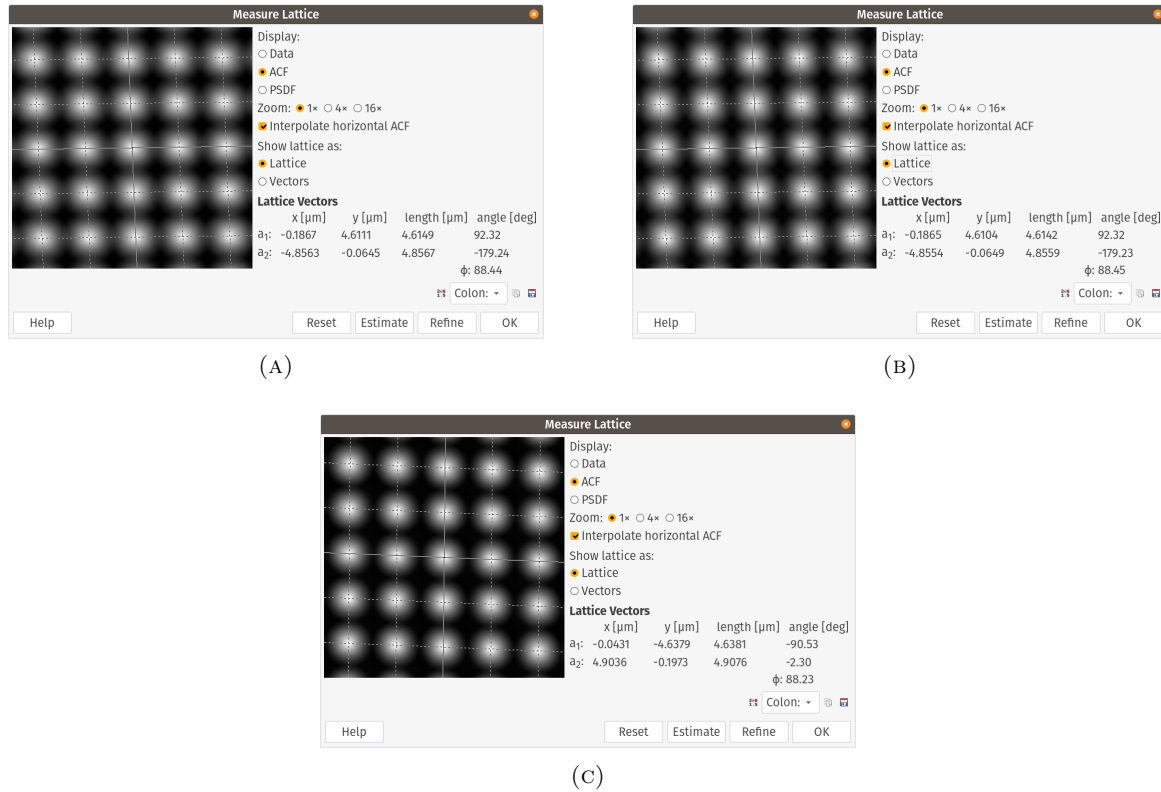 Measure Lattice
Display:
Data
ACF
PSDF
Zoom: 1× 4× 16×
Interpolate horizontal ACF
Show lattice as:
Lattice
Vectors
Lattice Vectors
x [µm] y [µm] length [µm] angle [deg]
a₁: -0.1867 4.6111 4.6149 92.32
a₂: -4.8563 -0.0645 4.8567 -179.24
ϕ: 88.44
Colon:
Help Reset Estimate Refine OK
(A)
Measure Lattice
Display:
Data
ACF
PSDF
Zoom: 1× 4× 16×
Interpolate horizontal ACF
Show lattice as:
Lattice
Vectors
Lattice Vectors
x [µm] y [µm] length [µm] angle [deg]
a₁: -0.1865 4.6104 4.6142 92.32
a₂: -4.8554 -0.0649 4.8559 -179.23
ϕ: 88.45
Colon:
Help Reset Estimate Refine OK
(B)
Measure Lattice
Display:
Data
ACF
PSDF
Zoom: 1× 4× 16×
Interpolate horizontal ACF
Show lattice as:
Lattice
Vectors
Lattice Vectors
x [µm] y [µm] length [µm] angle [deg]
a₁: -0.0431 -4.6379 4.6381 -90.53
a₂: 4.9036 -0.1973 4.9076 -2.30
ϕ: 88.23
Colon:
Help Reset Estimate Refine OK
(C)